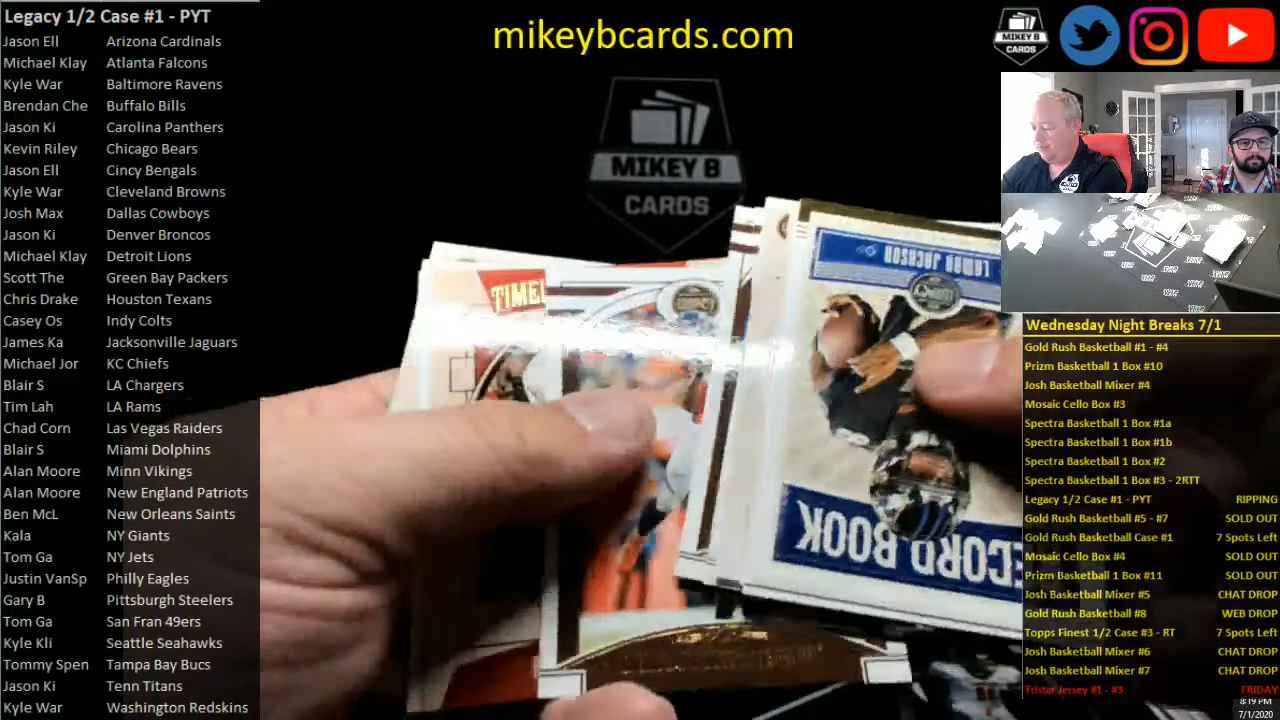 Legacy 1/2 Case #1 - PYT
Jason Ell Arizona Cardinals
Michael Klay Atlanta Falcons
Kyle War Baltimore Ravens
Brendan Che Buffalo Bills
Jason Ki Carolina Panthers
Kevin Riley Chicago Bears
Jason Ell Cincy Bengals
Kyle War Cleveland Browns
Josh Max Dallas Cowboys
Jason Ki Denver Broncos
Michael Klay Detroit Lions
Scott The Green Bay Packers
Chris Drake Houston Texans
Casey Os Indy Colts
James Ka Jacksonville Jaguars
Michael Jor KC Chiefs
Blair S LA Chargers
Tim Lah LA Rams
Chad Corn Las Vegas Raiders
Blair S Miami Dolphins
Alan Moore Minn Vikings
Alan Moore New England Patriots
Ben McL New Orleans Saints
Kala NY Giants
Tom Ga NY Jets
Justin VanSp Philly Eagles
Gary B Pittsburgh Steelers
Tom Ga San Fran 49ers
Kyle Kli Seattle Seahawks
Tommy Spen Tampa Bay Bucs
Jason Ki Tenn Titans
Kyle War Washington Redskins
mikeybcards.com
MIKEY B
CARDS
TIME
LAMAR JACKSON
ECORD BOOK
MIKEY B
CARDS
Wednesday Night Breaks 7/1
Gold Rush Basketball #1 - #4
Prizm Basketball 1 Box #10
Josh Basketball Mixer #4
Mosaic Cello Box #3
Spectra Basketball 1 Box #1a
Spectra Basketball 1 Box #1b
Spectra Basketball 1 Box #2
Spectra Basketball 1 Box #3 - 2RTT
Legacy 1/2 Case #1 - PYT RIPPING
Gold Rush Basketball #5 - #7 SOLD OUT
Gold Rush Basketball Case #1 7 Spots Left
Mosaic Cello Box #4 SOLD OUT
Prizm Basketball 1 Box #11 SOLD OUT
Josh Basketball Mixer #5 CHAT DROP
Gold Rush Basketball #8 WEB DROP
Topps Finest 1/2 Case #3 - RT 7 Spots Left
Josh Basketball Mixer #6 CHAT DROP
Josh Basketball Mixer #7 CHAT DROP
Tristar Jersey #1 - #3 FRIDAY
8:19 PM
7/1/2020